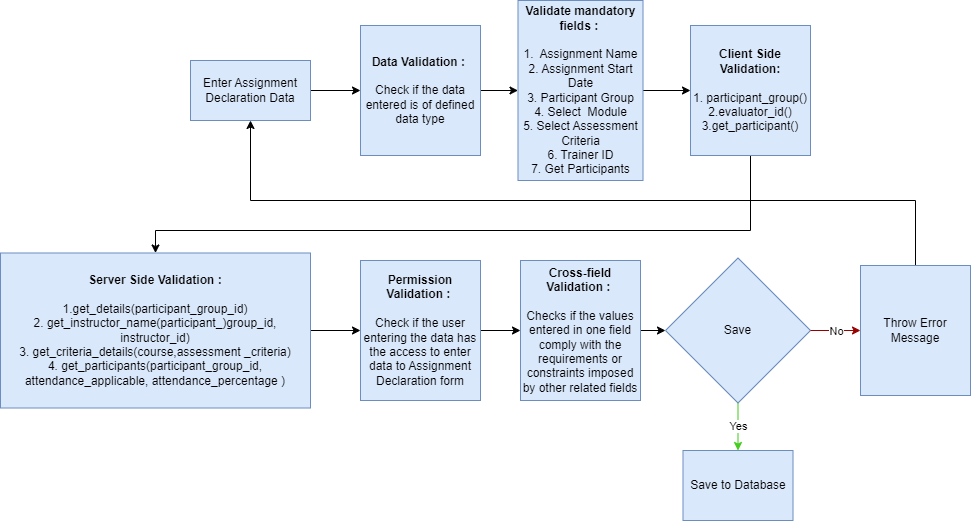 Enter Assignment
Declaration Data
Data Validation :
Check if the data
entered is of defined
data type
Validate mandatory
fields :
1.  Assignment Name
2. Assignment Start
Date
3. Participant Group
4. Select  Module
5. Select Assessment
Criteria
6. Trainer ID
7. Get Participants
Client Side
Validation:
1. participant_group()
2.evaluator_id()
3.get_participant()
Server Side Validation :
1.get_details(participant_group_id)
2. get_instructor_name(participant_)group_id,
instructor_id)
3. get_criteria_details(course,assessment _criteria)
4. get_participants(participant_group_id,
attendance_applicable, attendance_percentage )
Permission
Validation :
Check if the user
entering the data has
the access to enter
data to Assignment
Declaration form
Cross-field
Validation :
Checks if the values
entered in one field
comply with the
requirements or
constraints imposed
by other related fields
Save
No
Throw Error
Message
Yes
Save to Database